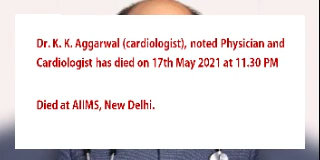 Dr. K. K. Aggarwal (cardiologist), noted Physician and
Cardiologist has died on 17th May 2021 at 11.30 PM
Died at AIIMS, New Delhi.